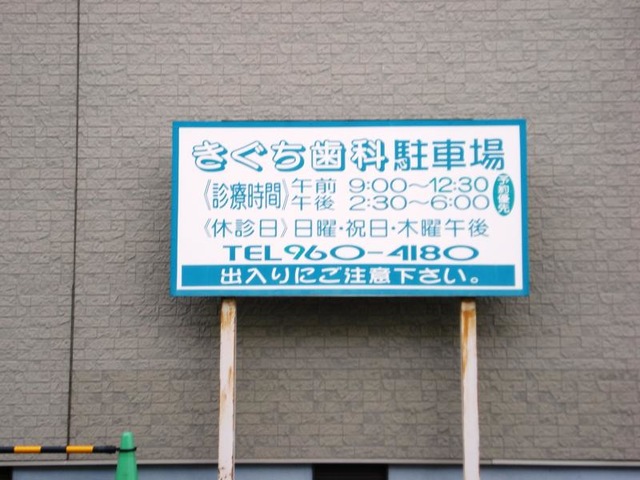 きぐち歯科駐車場
《診療時間》午前 9:00〜12:30
午後 2:30〜6:00
予約優先
《休診日》日曜・祝日・木曜午後
TEL960-4180
出入りにご注意下さい。